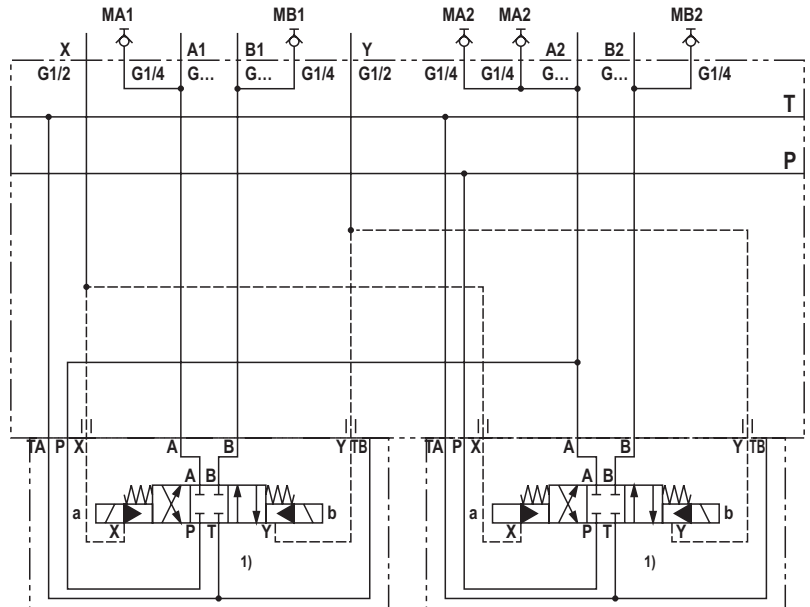 MA1 MB1 MA2 MA2 MB2
X A1 B1 Y A2 B2
G1/2 G1/4 G... G... G1/4 G1/2 G1/4 G1/4 G... G... G1/4
T
P
TA P X A B Y TB TA P X A B Y TB
A B A B
a b a b
X P T Y X P T Y
1) 1)